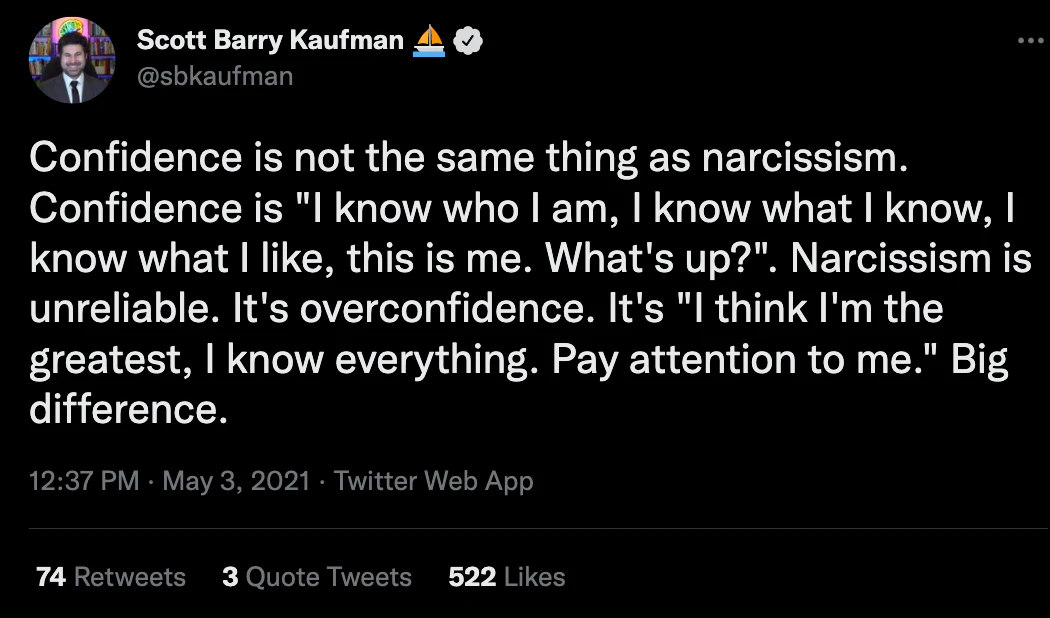 Scott Barry Kaufman
@sbkaufman
Confidence is not the same thing as narcissism.
Confidence is "I know who I am, I know what I know, I
know what I like, this is me. What's up?". Narcissism is
unreliable. It's overconfidence. It's "I think I'm the
greatest, I know everything. Pay attention to me." Big
difference.
12:37 PM · May 3, 2021 · Twitter Web App
74 Retweets 3 Quote Tweets 522 Likes